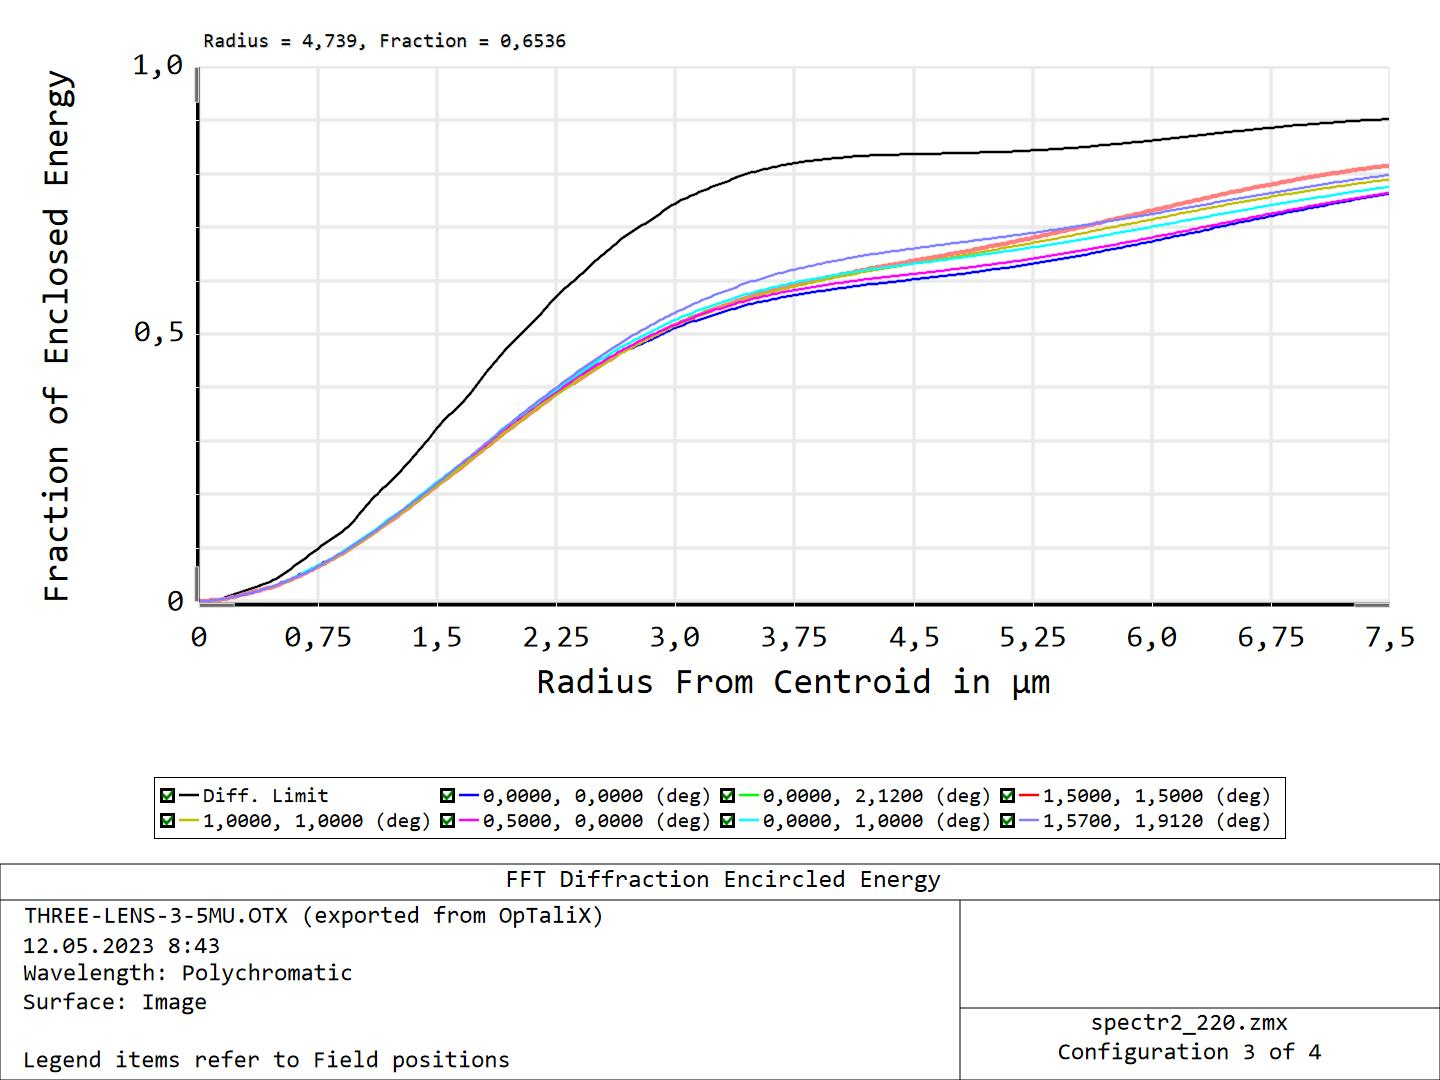 Radius = 4,739, Fraction = 0,6536
Fraction of Enclosed Energy
1,0
0,5
0
0 0,75 1,5 2,25 3,0 3,75 4,5 5,25 6,0 6,75 7,5
Radius From Centroid in µm
Diff. Limit 0,0000, 0,0000 (deg) 0,0000, 2,1200 (deg) 1,5000, 1,5000 (deg)
1,0000, 1,0000 (deg) 0,5000, 0,0000 (deg) 0,0000, 1,0000 (deg) 1,5700, 1,9120 (deg)
FFT Diffraction Encircled Energy
THREE-LENS-3-5MU.OTX (exported from OpTaliX)
12.05.2023 8:43
Wavelength: Polychromatic
Surface: Image
Legend items refer to Field positions
spectr2_220.zmx
Configuration 3 of 4